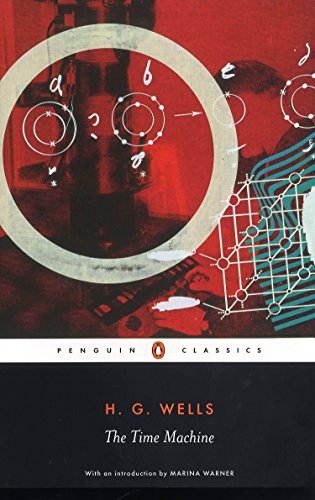 a
b
e
d
PENGUIN CLASSICS
H. G. WELLS
The Time Machine
With an introduction by MARINA WARNER